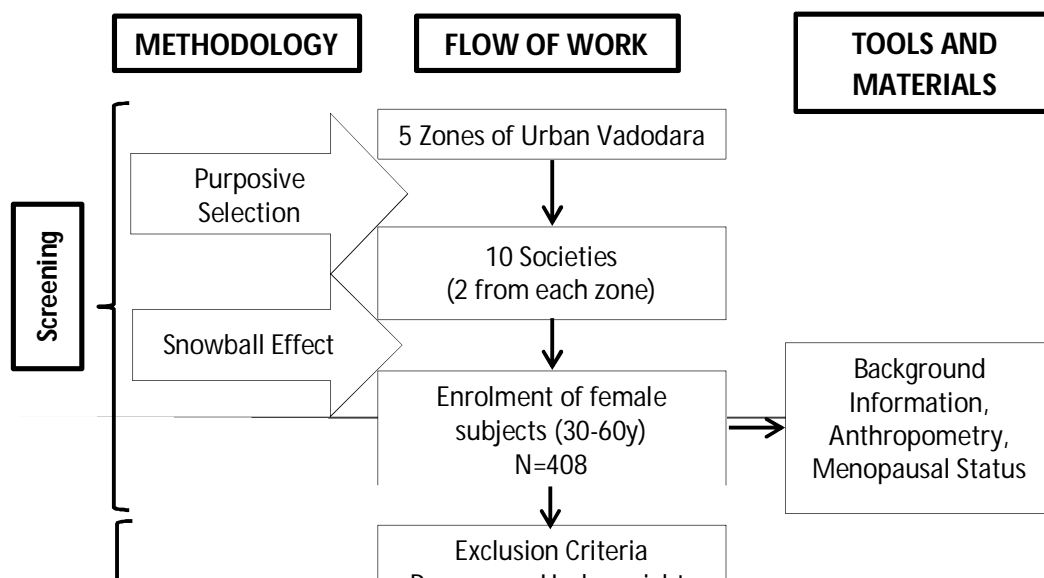 METHODOLOGY
FLOW OF WORK
TOOLS AND
MATERIALS
Screening
Purposive
Selection
Snowball Effect
5 Zones of Urban Vadodara
10 Societies
(2 from each zone)
Enrolment of female
subjects (30-60y)
N=408
Background
Information,
Anthropometry,
Menopausal Status
Exclusion Criteria